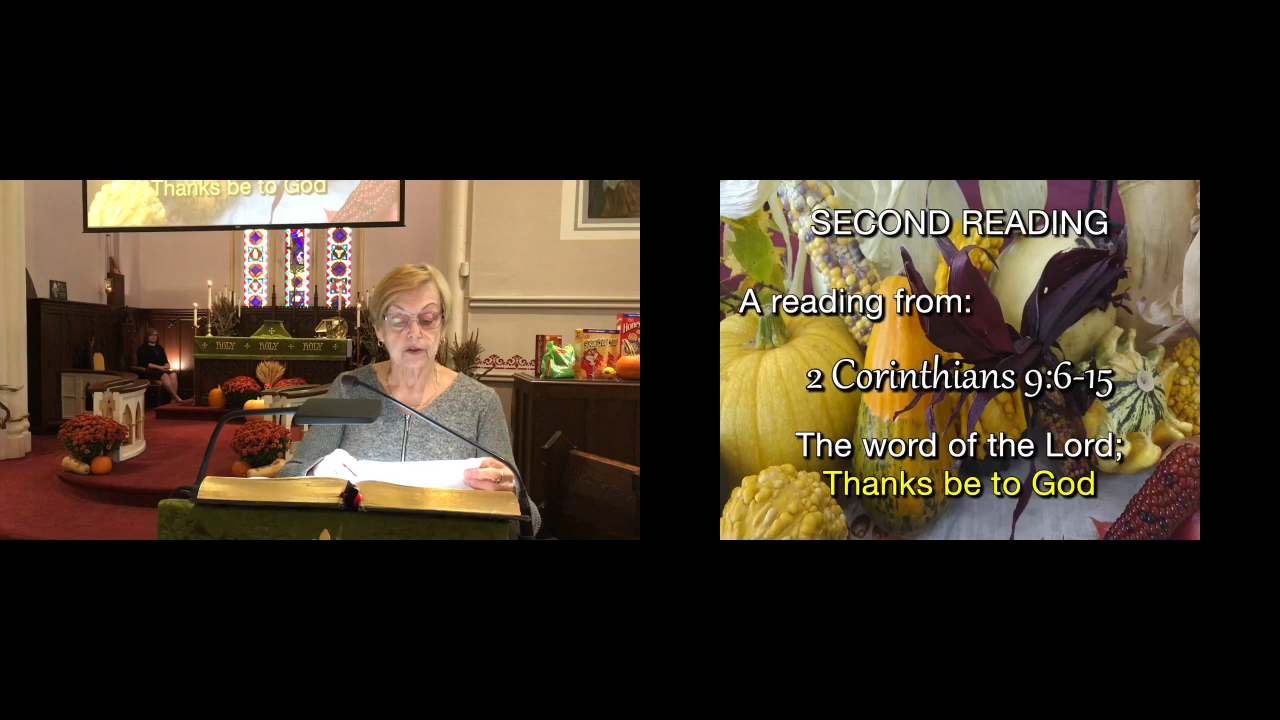 Thanks be to God
HOLY HOLY HOLY
Honey
SECOND READING
A reading from:
2 Corinthians 9:6-15
The word of the Lord;
Thanks be to God